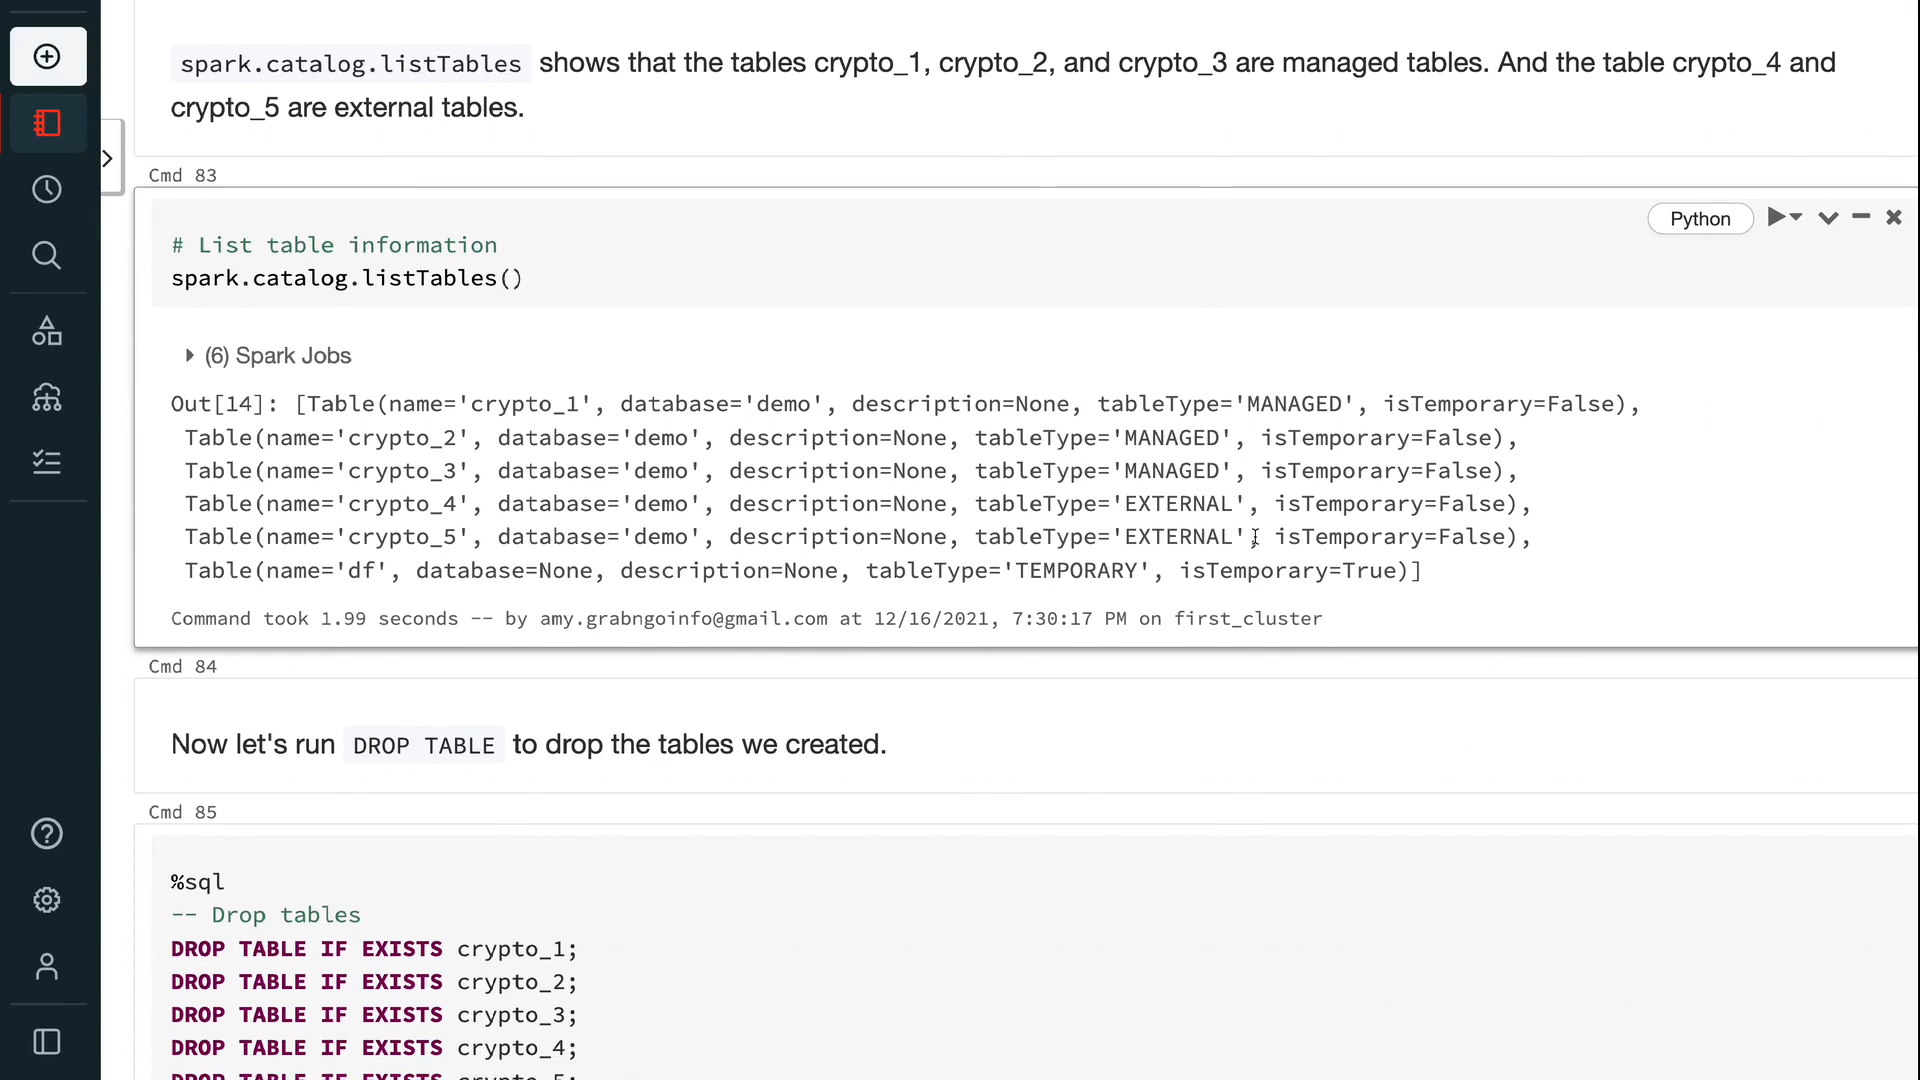 spark.catalog.listTables shows that the tables crypto_1, crypto_2, and crypto_3 are managed tables. And the table crypto_4 and
crypto_5 are external tables.
Cmd 83
Python
# List table information
spark.catalog.listTables()
(6) Spark Jobs
Out[14]: [Table(name='crypto_1', database='demo', description=None, tableType='MANAGED', isTemporary=False),
Table(name='crypto_2', database='demo', description=None, tableType='MANAGED', isTemporary=False),
Table(name='crypto_3', database='demo', description=None, tableType='MANAGED', isTemporary=False),
Table(name='crypto_4', database='demo', description=None, tableType='EXTERNAL', isTemporary=False),
Table(name='crypto_5', database='demo', description=None, tableType='EXTERNAL', isTemporary=False),
Table(name='df', database=None, description=None, tableType='TEMPORARY', isTemporary=True)]
Command took 1.99 seconds -- by amy.grabngoinfo@gmail.com at 12/16/2021, 7:30:17 PM on first_cluster
Cmd 84
Now let's run DROP TABLE to drop the tables we created.
Cmd 85
%sql
-- Drop tables
DROP TABLE IF EXISTS crypto_1;
DROP TABLE IF EXISTS crypto_2;
DROP TABLE IF EXISTS crypto_3;
DROP TABLE IF EXISTS crypto_4;
DROP TABLE IF EXISTS crypto_5;